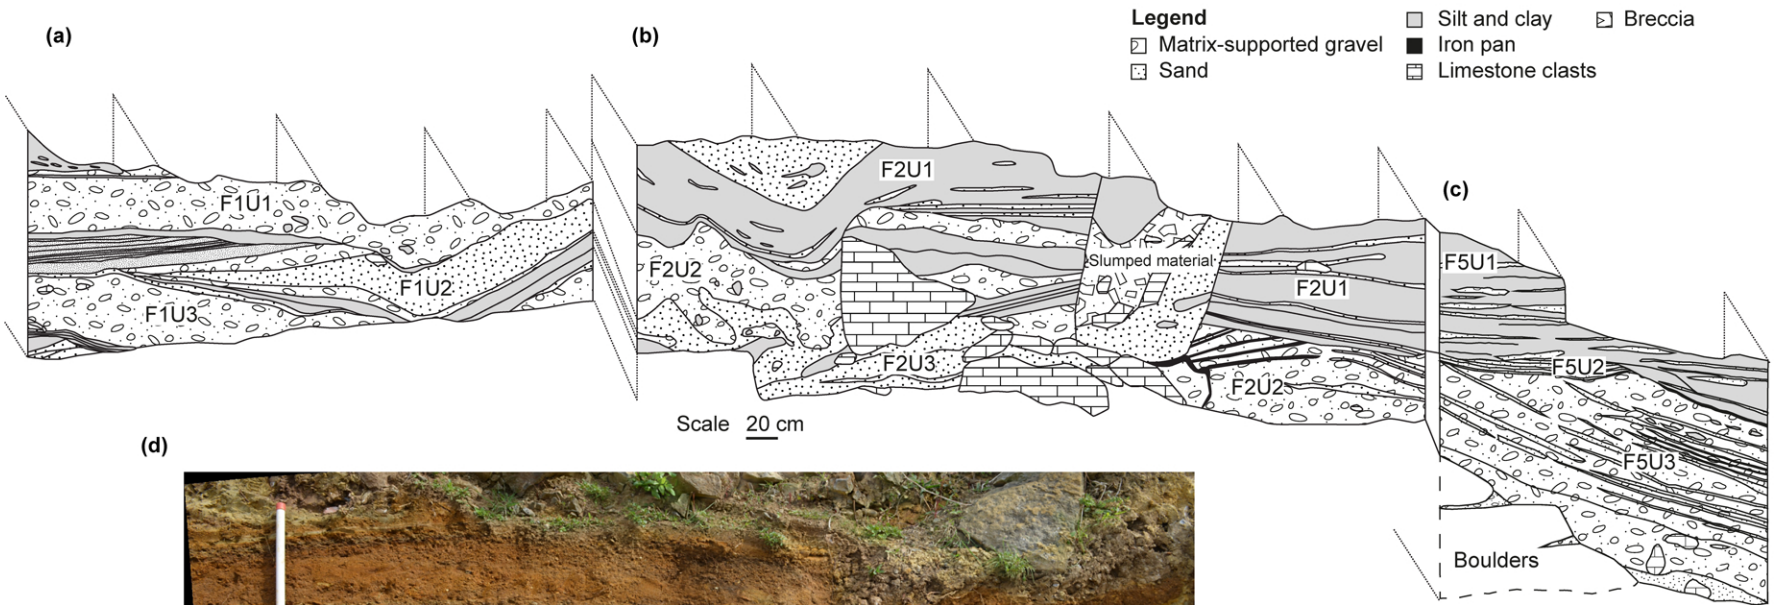 (a)
(b)
Legend
Matrix-supported gravel
Sand
Silt and clay
Iron pan
Limestone clasts
Breccia
F1U1
F1U2
F1U3
F2U1
F2U2
Slumped material
F2U1
F2U3
F2U2
(c)
F5U1
F5U2
F5U3
Boulders
Scale 20 cm
(d)